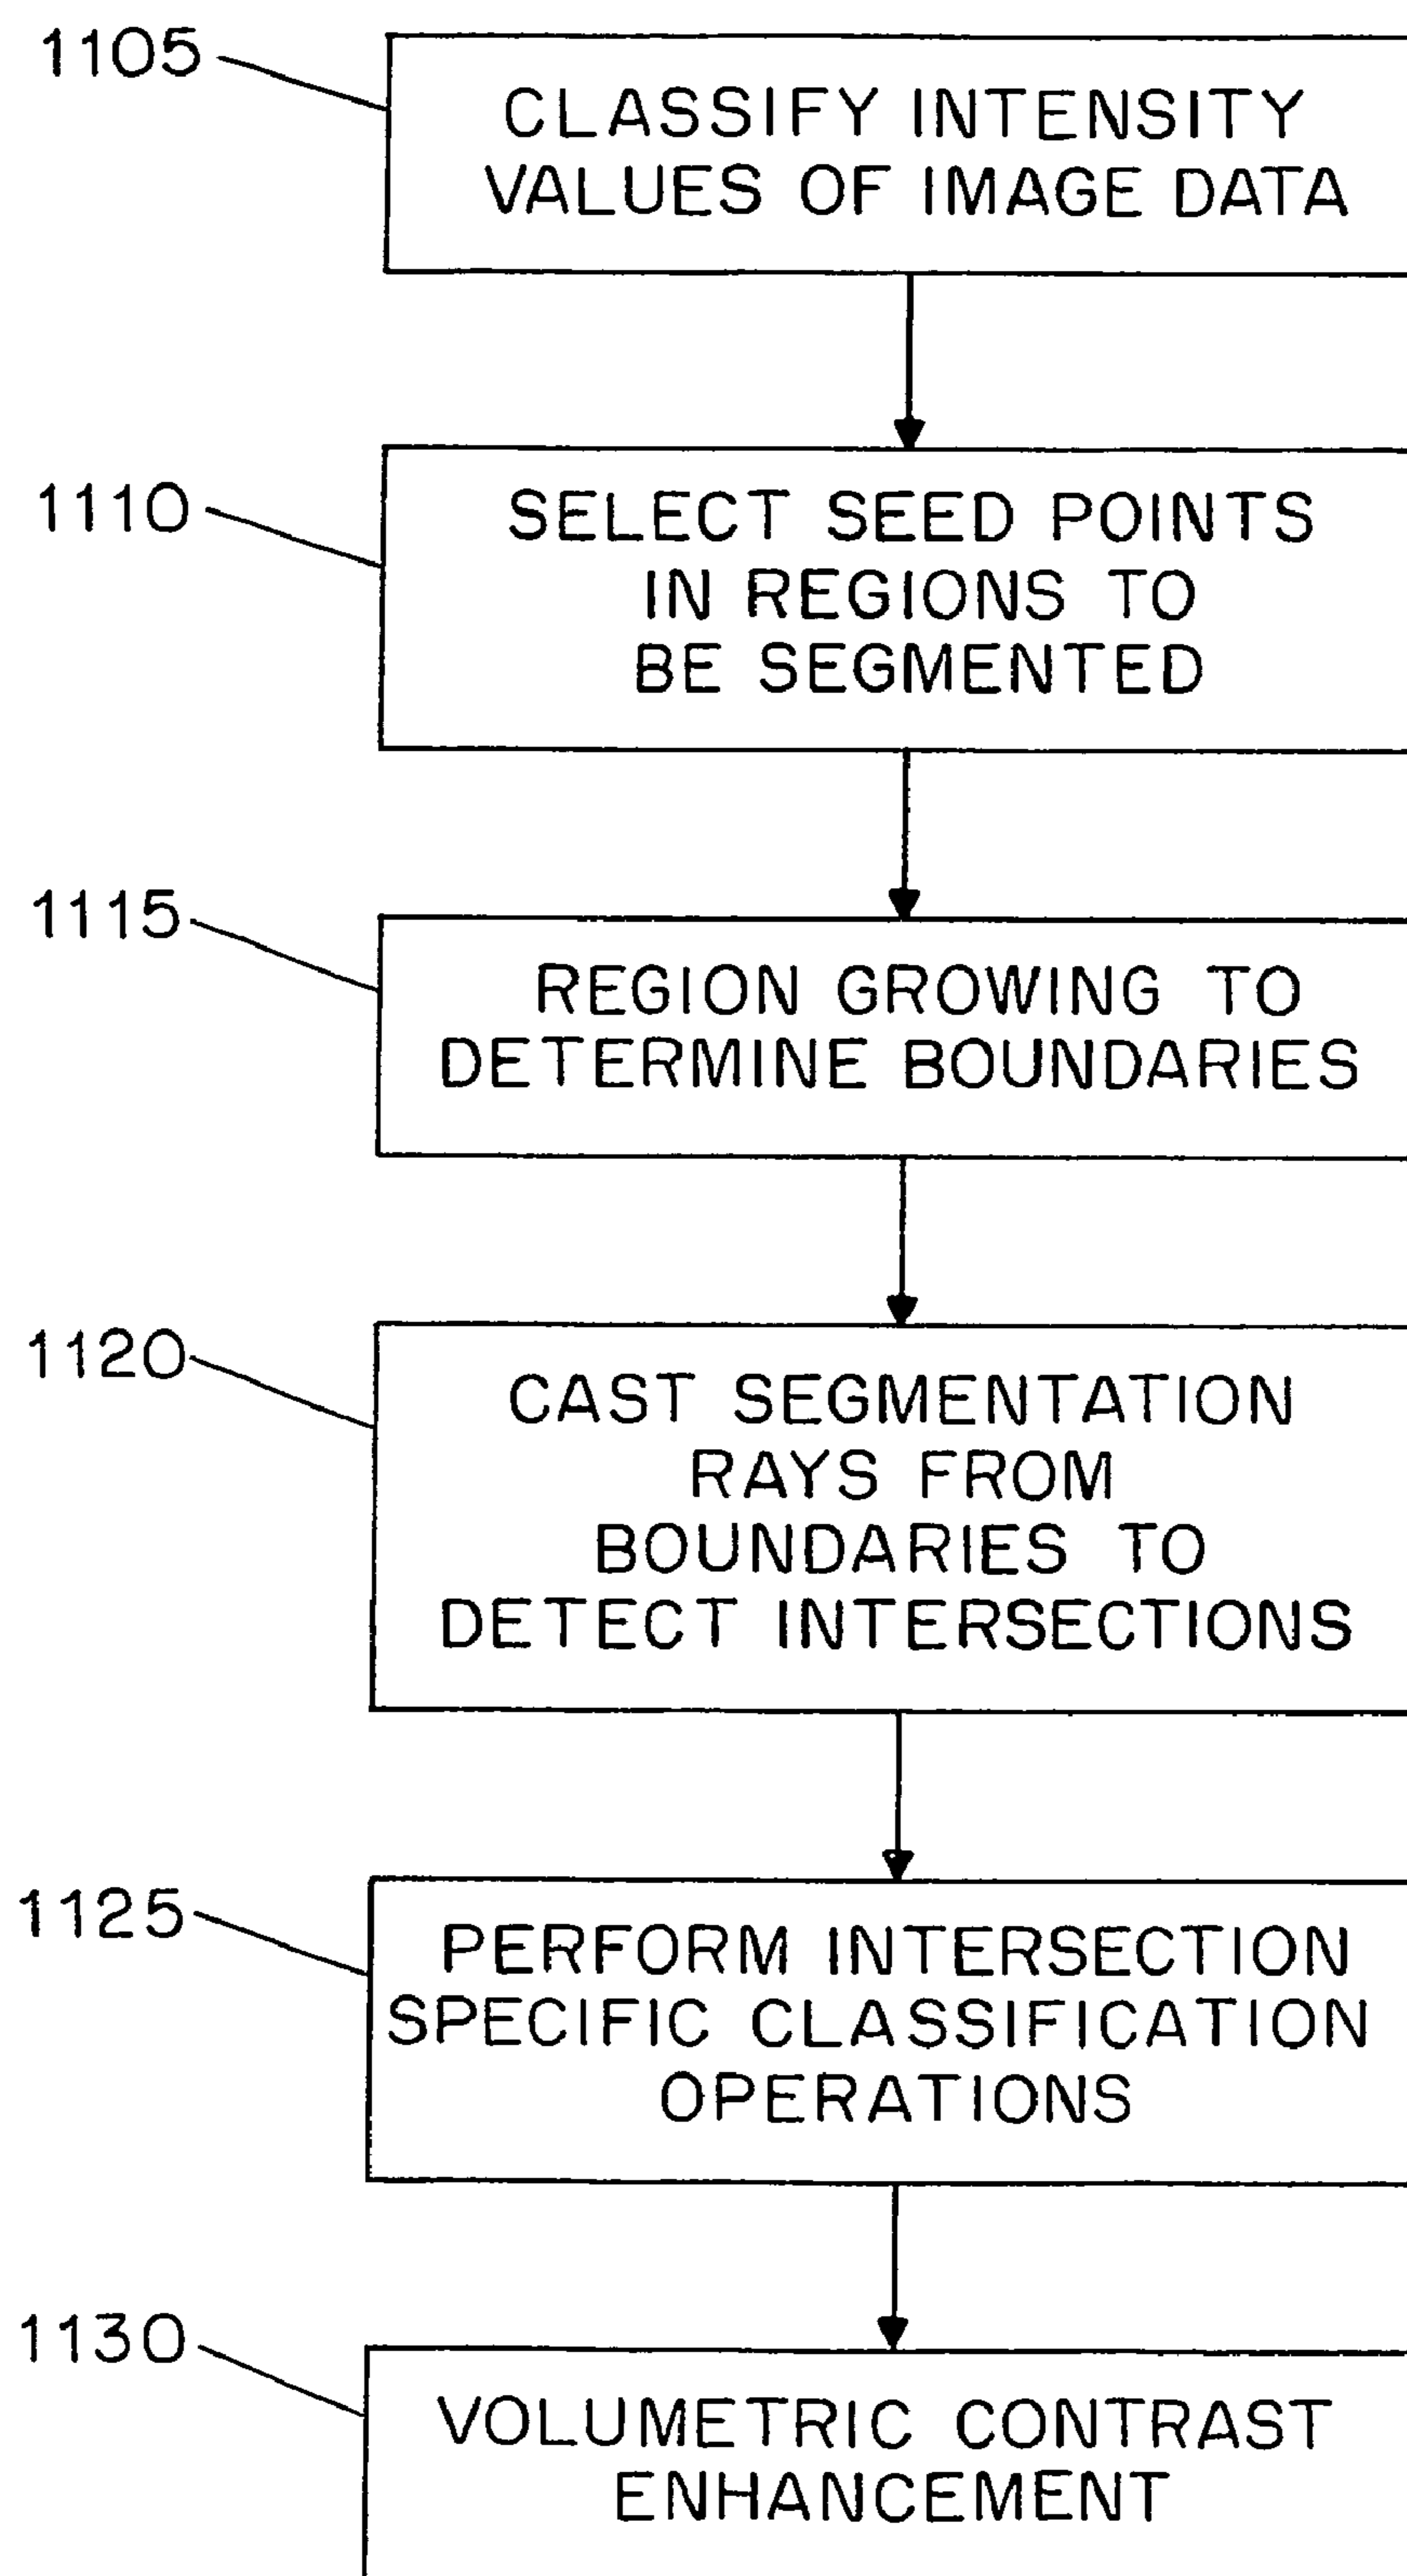 1105
CLASSIFY INTENSITY
VALUES OF IMAGE DATA
1110
SELECT SEED POINTS
IN REGIONS TO
BE SEGMENTED
1115
REGION GROWING TO
DETERMINE BOUNDARIES
1120
CAST SEGMENTATION
RAYS FROM
BOUNDARIES TO
DETECT INTERSECTIONS
1125
PERFORM INTERSECTION
SPECIFIC CLASSIFICATION
OPERATIONS
1130
VOLUMETRIC CONTRAST
ENHANCEMENT